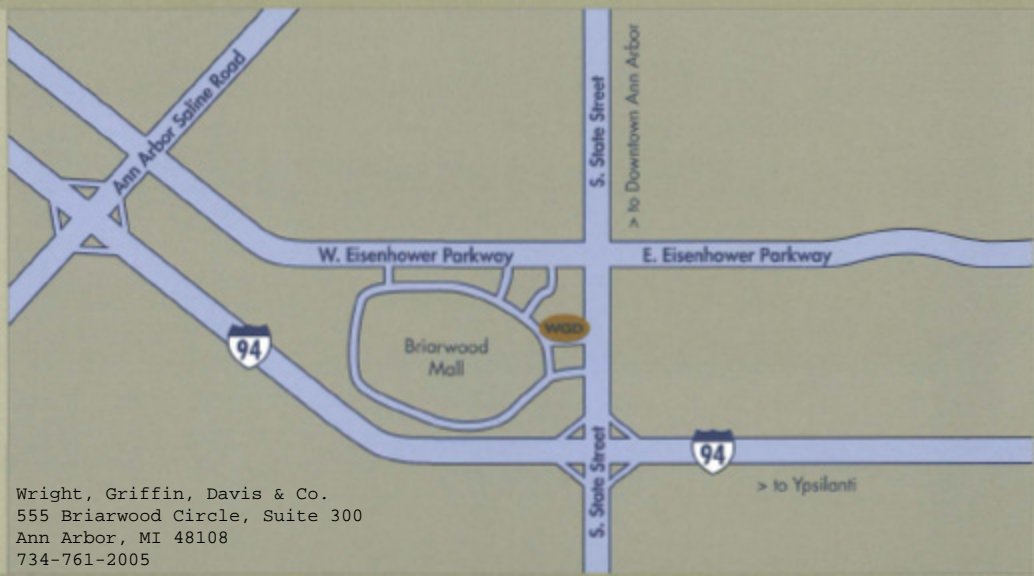 Ann Arbor Saline Road
S. State Street
> to Downtown Ann Arbor
W. Eisenhower Parkway
E. Eisenhower Parkway
WGD
94
Briarwood
Mall
S. State Street
94
> to Ypsilanti
Wright, Griffin, Davis & Co.
555 Briarwood Circle, Suite 300
Ann Arbor, MI 48108
734-761-2005